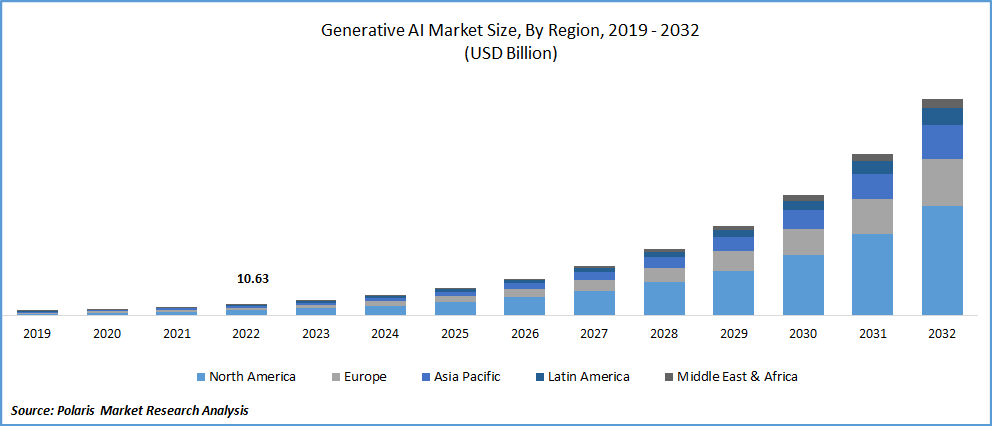 Generative AI Market Size, By Region, 2019 - 2032
(USD Billion)
10.63
2019 2020 2021 2022 2023 2024 2025 2026 2027 2028 2029 2030 2031 2032
North America Europe Asia Pacific Latin America Middle East & Africa
Source: Polaris Market Research Analysis